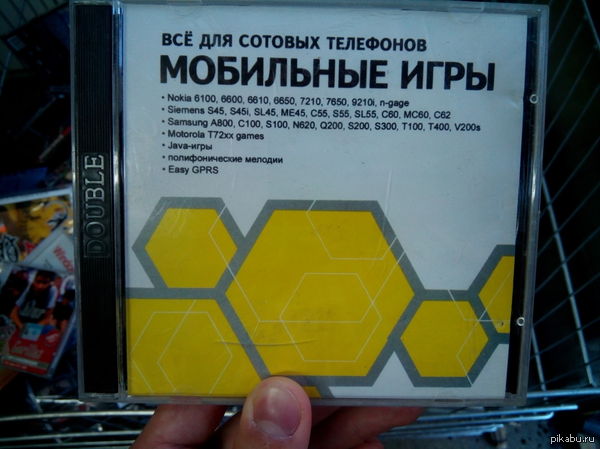 ВСЁ ДЛЯ СОТОВЫХ ТЕЛЕФОНОВ
МОБИЛЬНЫЕ ИГРЫ
• Nokia 6100, 6600, 6610, 6650, 7210, 7650, 9210i, n-gage
• Siemens S45, S45i, SL45, ME45, C55, S55, SL55, C60, MC60, C62
• Samsung A800, C100, S100, N620, Q200, S200, S300, T100, T400, V200s
• Motorola T72xx games
• Java-игры
• полифонические мелодии
• Easy GPRS
DOUBLE
pikabu.ru